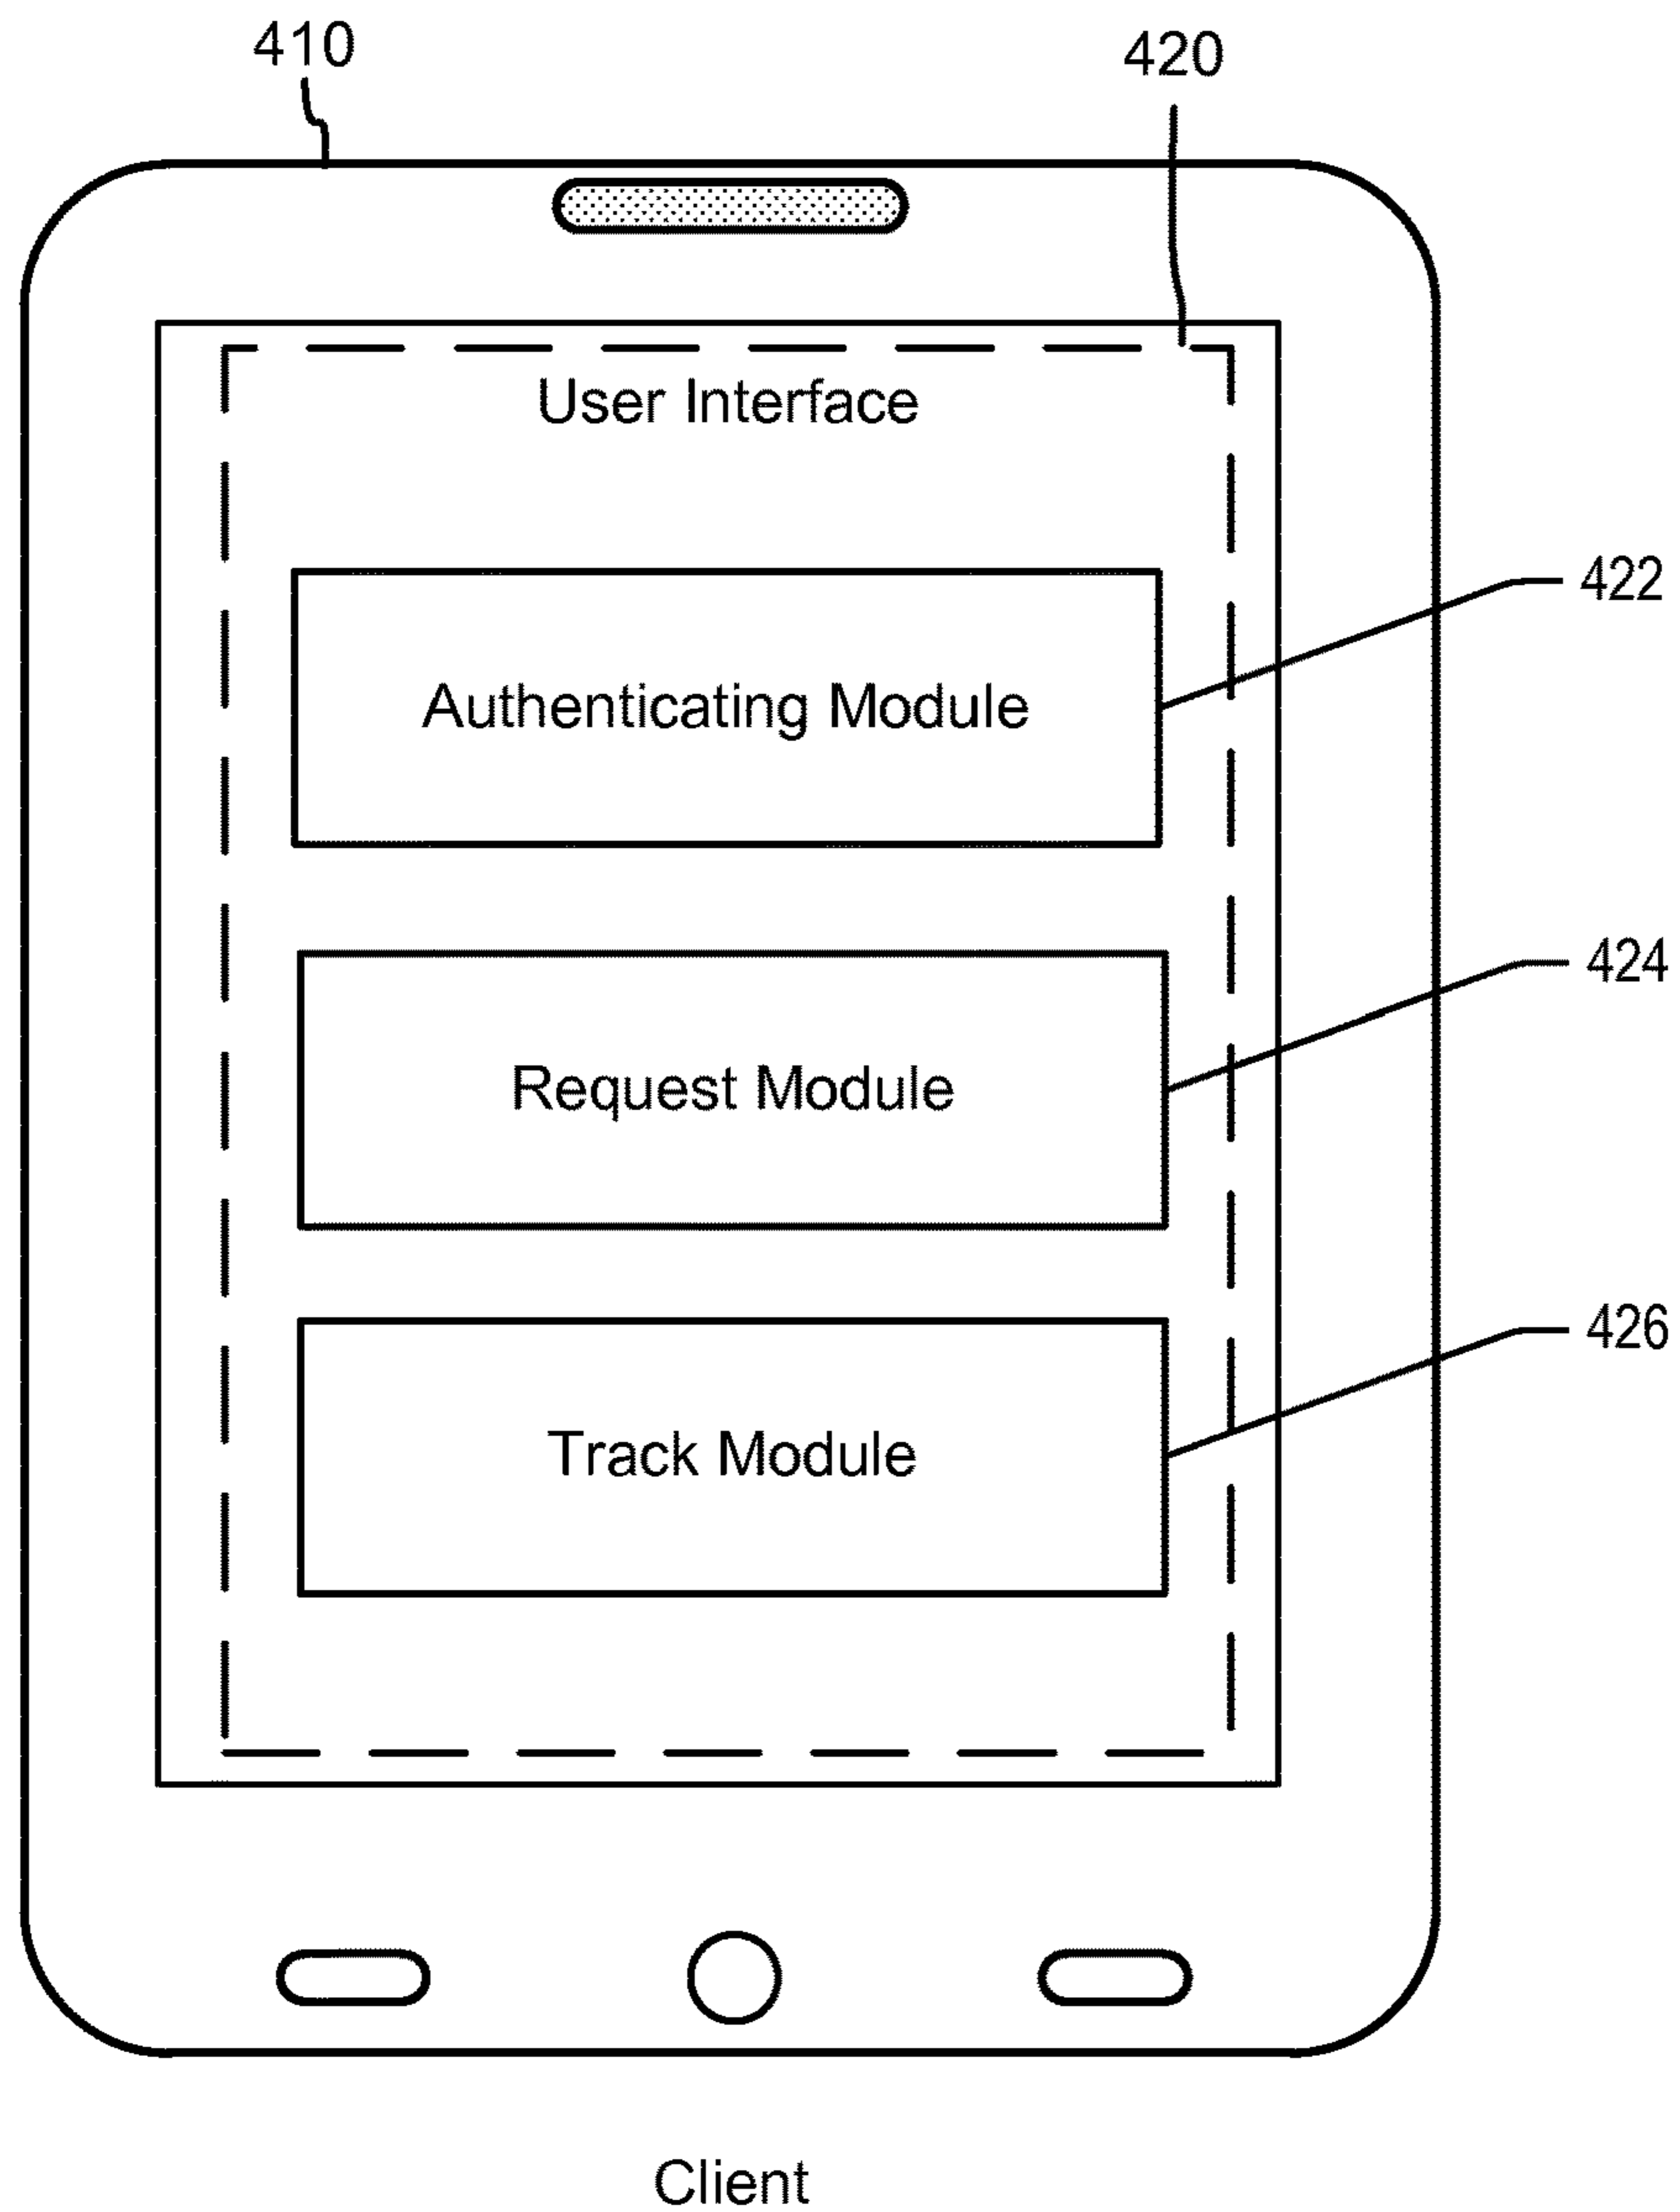 410
420
User Interface
422
Authenticating Module
424
Request Module
426
Track Module
Client